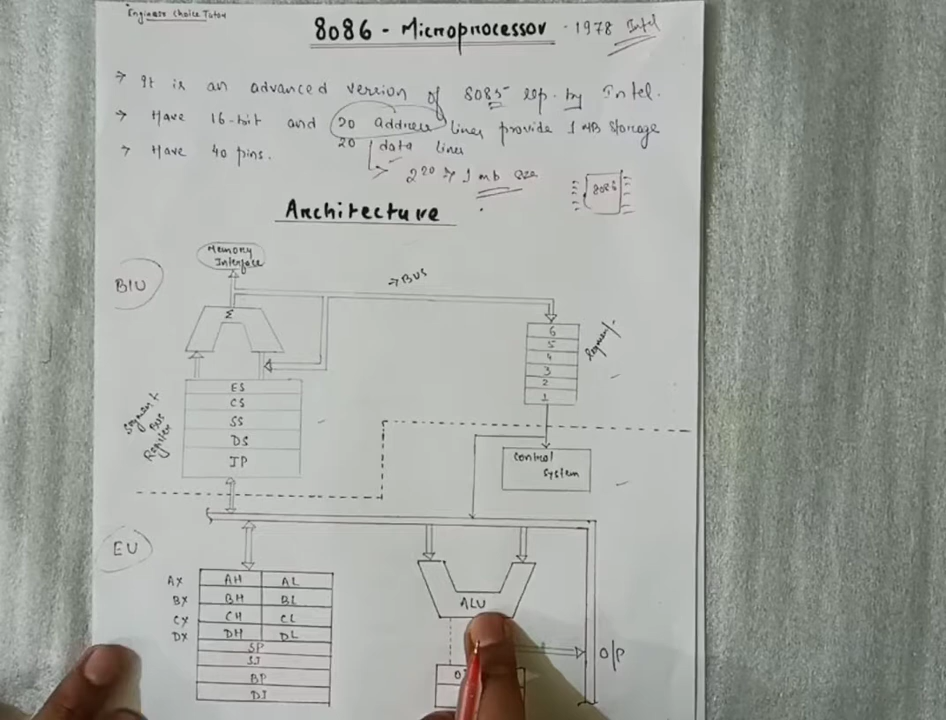 Engineer Choice Tutor
8086 - Microprocessor - 1978 Intel
→ It is an advanced version of 8085 by Intel.
→ Have 16-bit and 20 address lines provide 1 MB Storage
20 data lines
→ Have 40 pins.
2²⁰ → 1 mb size
8086
Architecture
Memory
Interface
BIU
→ BUS
Σ
6
5
4
3
2
1
ES
CS
SS
DS
IP
Segment
Bus
Register
Control
System
EU
AX AH AL
BX BH BL
CX CH CL
DX DH DL
SP
SI
BP
DI
ALU
O/P